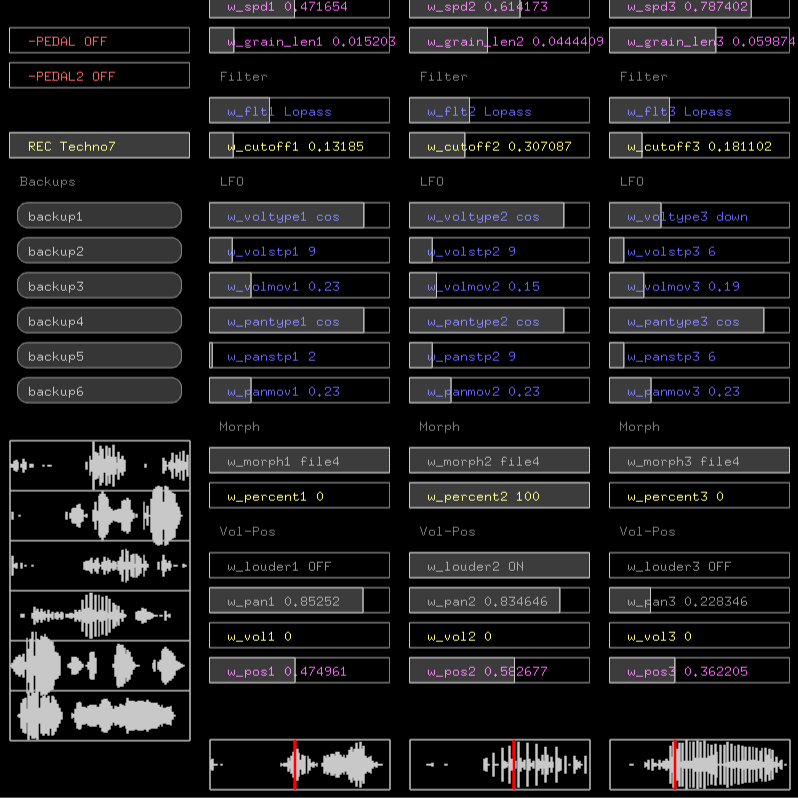 w_spd1 0.471654
w_spd2 0.614173
w_spd3 0.787402
-PEDAL OFF
w_grain_len1 0.015203
w_grain_len2 0.0444409
w_grain_len3 0.059874
-PEDAL2 OFF
Filter
Filter
Filter
w_flt1 Lopass
w_flt2 Lopass
w_flt3 Lopass
REC Techno7
w_cutoff1 0.13185
w_cutoff2 0.307087
w_cutoff3 0.181102
Backups
LFO
LFO
LFO
backup1
w_voltype1 cos
w_voltype2 cos
w_voltype3 down
backup2
w_volstp1 9
w_volstp2 9
w_volstp3 6
backup3
w_volmov1 0.23
w_volmov2 0.15
w_volmov3 0.19
backup4
w_pantype1 cos
w_pantype2 cos
w_pantype3 cos
backup5
w_panstp1 2
w_panstp2 9
w_panstp3 6
backup6
w_panmov1 0.23
w_panmov2 0.23
w_panmov3 0.23
Morph
Morph
Morph
w_morph1 file4
w_morph2 file4
w_morph3 file4
w_percent1 0
w_percent2 100
w_percent3 0
Vol-Pos
Vol-Pos
Vol-Pos
w_louder1 OFF
w_louder2 ON
w_louder3 OFF
w_pan1 0.85252
w_pan2 0.834646
w_pan3 0.228346
w_vol1 0
w_vol2 0
w_vol3 0
w_pos1 0.474961
w_pos2 0.582677
w_pos3 0.362205